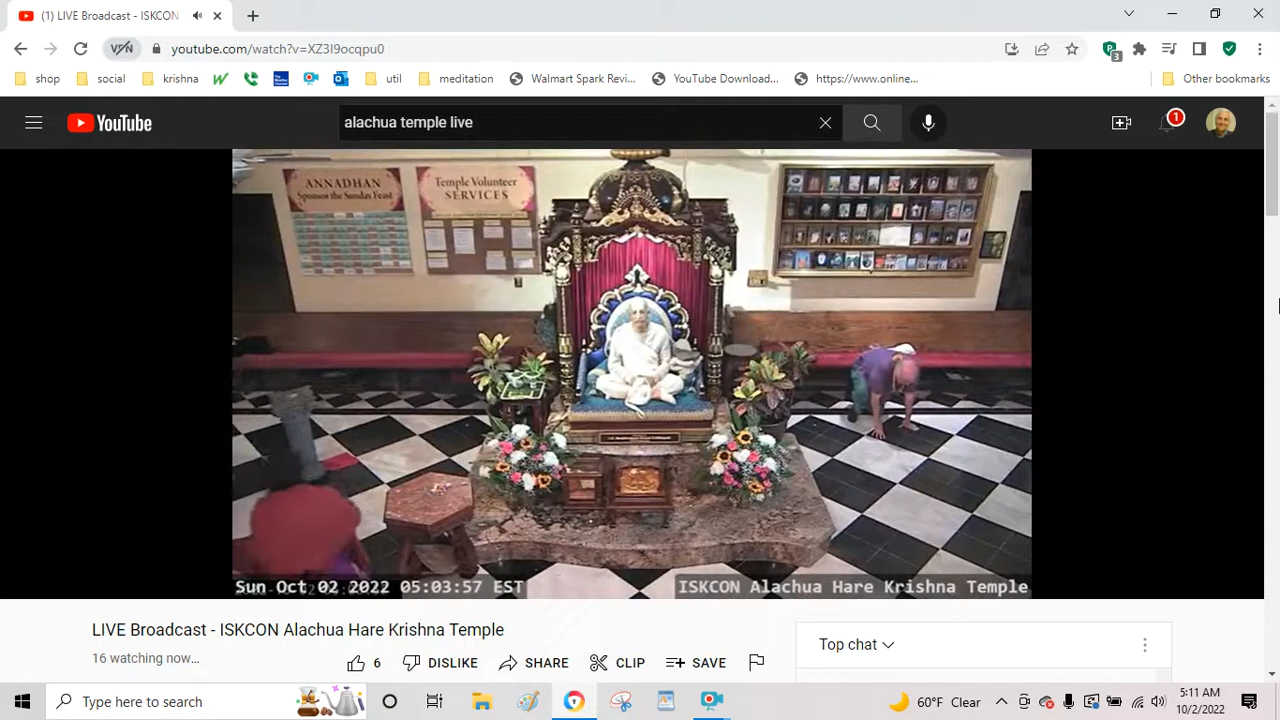 (1) LIVE Broadcast - ISKCON
youtube.com/watch?v=XZ3I9ocqpu0
3
shop
social
krishna
util
meditation
Walmart Spark Revi...
YouTube Download...
https://www.online...
Other bookmarks
YouTube
alachua temple live
1
ANNADHAN
Sponsor the Sunday Feast
Temple Volunteer
SERVICES
Sun Oct 02 2022 05:03:57 EST
ISKCON Alachua Hare Krishna Temple
LIVE Broadcast - ISKCON Alachua Hare Krishna Temple
16 watching now...
6
DISLIKE
SHARE
CLIP
SAVE
Top chat
Type here to search
60°F Clear
5:11 AM
10/2/2022